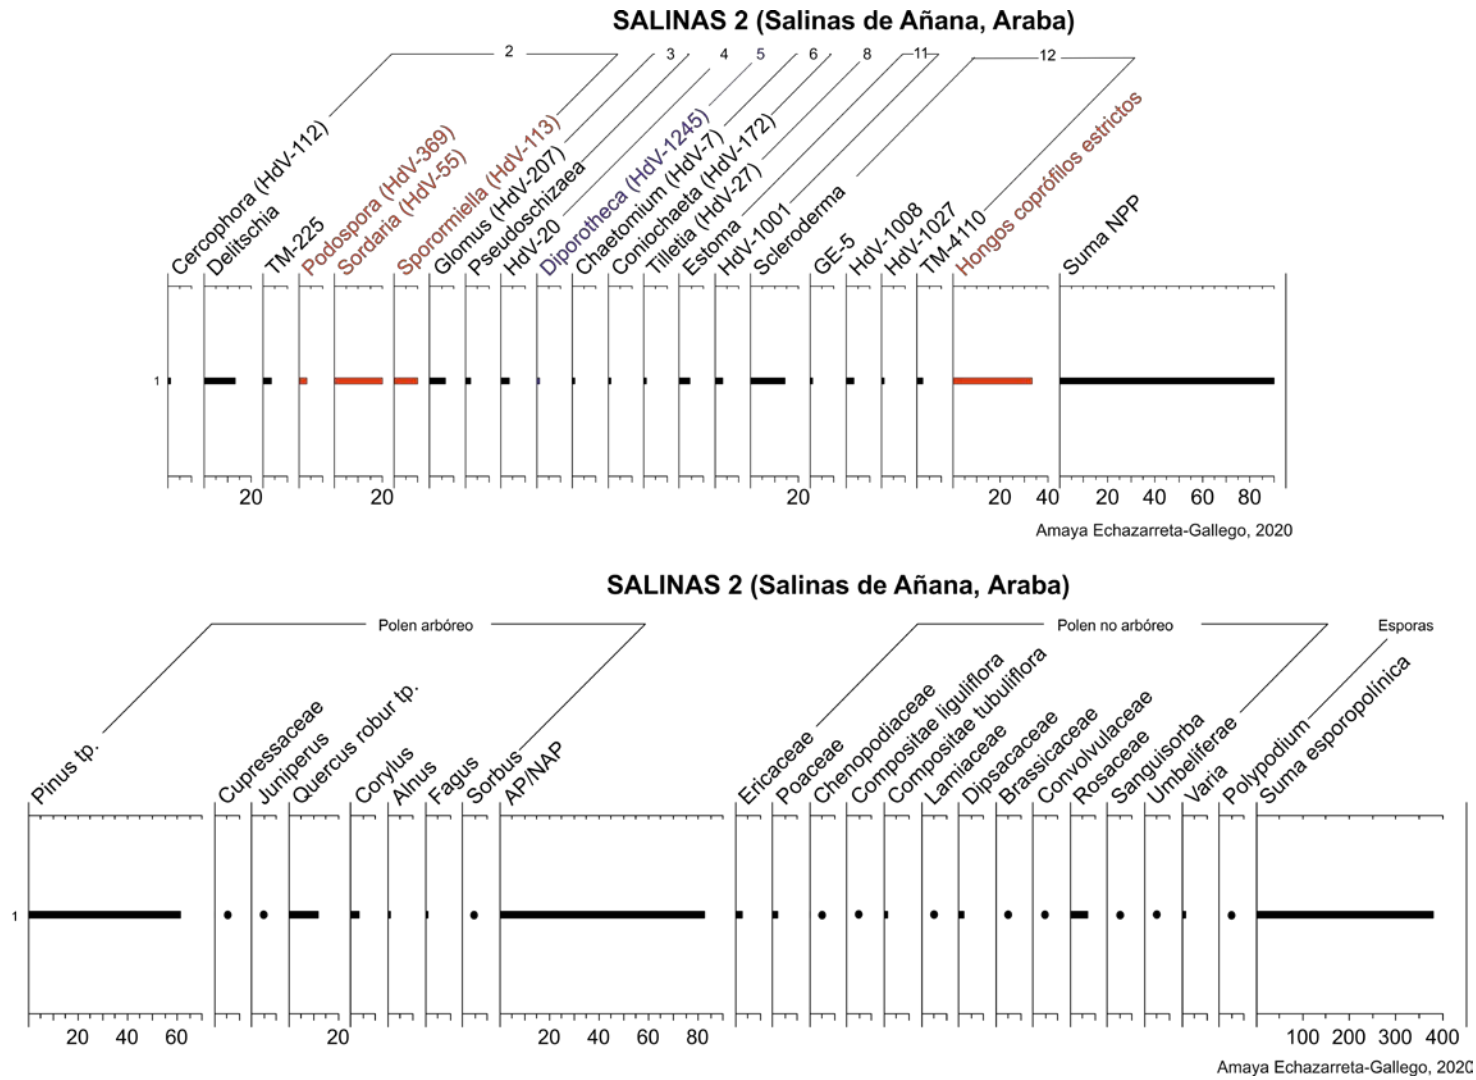 SALINAS 2 (Salinas de Añana, Araba)
2
3
4
5
6
8
11
12
Cercophora (HdV-112)
Delitschia
TM-225
Podospora (HdV-369)
Sordaria (HdV-55)
Sporormiella (HdV-113)
Glomus (HdV-207)
Pseudoschizaea
HdV-20
Diporotheca (HdV-1245)
Chaetomium (HdV-7)
Coniochaeta (HdV-172)
Tilletia (HdV-27)
Estoma
HdV-1001
Scleroderma
GE-5
HdV-1008
HdV-1027
TM-4110
Hongos coprófilos estrictos
Suma NPP
1
20 20 20 20 40 20 40 60 80
Amaya Echazarreta-Gallego, 2020
SALINAS 2 (Salinas de Añana, Araba)
Polen arbóreo
Polen no arbóreo
Esporas
Pinus tp.
Cupressaceae
Juniperus
Quercus robur tp.
Corylus
Alnus
Fagus
Sorbus
AP/NAP
Ericaceae
Poaceae
Chenopodiaceae
Compositae liguliflora
Compositae tubuliflora
Lamiaceae
Dipsacaceae
Brassicaceae
Convolvulaceae
Rosaceae
Sanguisorba
Umbeliferae
Varia
Polypodium
Suma esporopolínica
1
20 40 60 20 20 40 60 80 100 200 300 400
Amaya Echazarreta-Gallego, 2020